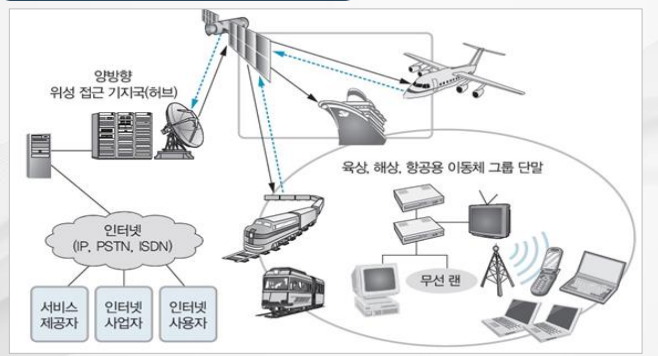 양방향
위성 접근 기지국(허브)
육상, 해상, 항공용 이동체 그룹 단말
인터넷
(IP, PSTN, ISDN)
무선 랜
서비스
제공자
인터넷
사업자
인터넷
사용자